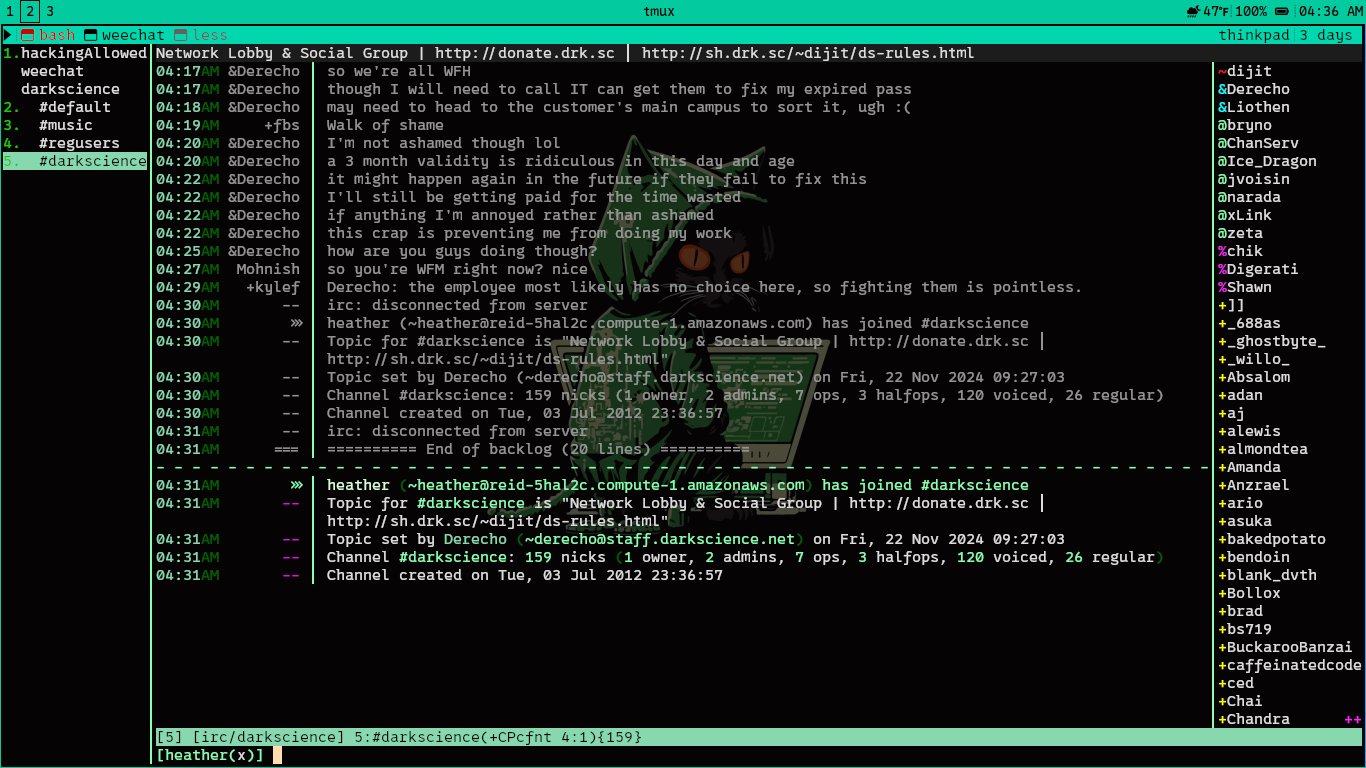 1 2 3 tmux 47°F 100% 04:36 AM
bash weechat less thinkpad 3 days
1.hackingAllowed
weechat
darkscience
2. #default
3. #music
4. #regusers
5. #darkscience
Network Lobby & Social Group | http://donate.drk.sc | http://sh.drk.sc/~dijit/ds-rules.html
04:17AM &Derecho so we're all WFH
04:17AM &Derecho though I will need to call IT can get them to fix my expired pass
04:18AM &Derecho may need to head to the customer's main campus to sort it, ugh :(
04:19AM +fbs Walk of shame
04:20AM &Derecho I'm not ashamed though lol
04:20AM &Derecho a 3 month validity is ridiculous in this day and age
04:22AM &Derecho it might happen again in the future if they fail to fix this
04:22AM &Derecho I'll still be getting paid for the time wasted
04:22AM &Derecho if anything I'm annoyed rather than ashamed
04:22AM &Derecho this crap is preventing me from doing my work
04:25AM &Derecho how are you guys doing though?
04:27AM Mohnish so you're WFM right now? nice
04:29AM +kylef Derecho: the employee most likely has no choice here, so fighting them is pointless.
04:30AM -- irc: disconnected from server
04:30AM >>> heather (~heather@reid-5hal2c.compute-1.amazonaws.com) has joined #darkscience
04:30AM -- Topic for #darkscience is "Network Lobby & Social Group | http://donate.drk.sc |
http://sh.drk.sc/~dijit/ds-rules.html"
04:30AM -- Topic set by Derecho (~derecho@staff.darkscience.net) on Fri, 22 Nov 2024 09:27:03
04:30AM -- Channel #darkscience: 159 nicks (1 owner, 2 admins, 7 ops, 3 halfops, 120 voiced, 26 regular)
04:30AM -- Channel created on Tue, 03 Jul 2012 23:36:57
04:31AM -- irc: disconnected from server
04:31AM === ========== End of backlog (20 lines) ==========
04:31AM >>> heather (~heather@reid-5hal2c.compute-1.amazonaws.com) has joined #darkscience
04:31AM -- Topic for #darkscience is "Network Lobby & Social Group | http://donate.drk.sc |
http://sh.drk.sc/~dijit/ds-rules.html"
04:31AM -- Topic set by Derecho (~derecho@staff.darkscience.net) on Fri, 22 Nov 2024 09:27:03
04:31AM -- Channel #darkscience: 159 nicks (1 owner, 2 admins, 7 ops, 3 halfops, 120 voiced, 26 regular)
04:31AM -- Channel created on Tue, 03 Jul 2012 23:36:57
~dijit
&Derecho
&Liothen
@bryno
@ChanServ
@Ice_Dragon
@jvoisin
@narada
@xLink
@zeta
%chik
%Digerati
%Shawn
+]]
+_688as
+_ghostbyte_
+_willo_
+Absalom
+adan
+aj
+alewis
+almondtea
+Amanda
+Anzrael
+ario
+asuka
+bakedpotato
+bendoin
+blank_dvth
+Bollox
+brad
+bs719
+BuckarooBanzai
+caffeinatedcode
+ced
+Chai
+Chandra ++
[5] [irc/darkscience] 5:#darkscience(+CPcfnt 4:1){159}
[heather(x)]